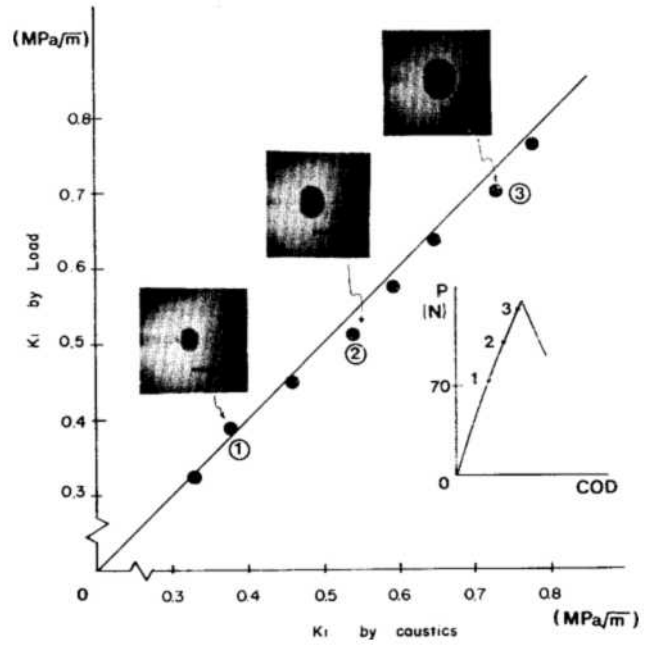 (MPa√m)
0.8
0.7
0.6
0.5
0.4
0.3
0
KI by Load
①
②
③
P
(N)
3
2
1
70
0
COD
0.3 0.4 0.5 0.6 0.7 0.8
(MPa√m)
KI by caustics